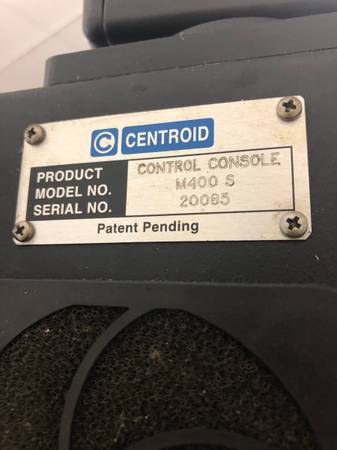 C CENTROID
PRODUCT CONTROL CONSOLE
MODEL NO. M400 S
SERIAL NO. 20085
Patent Pending